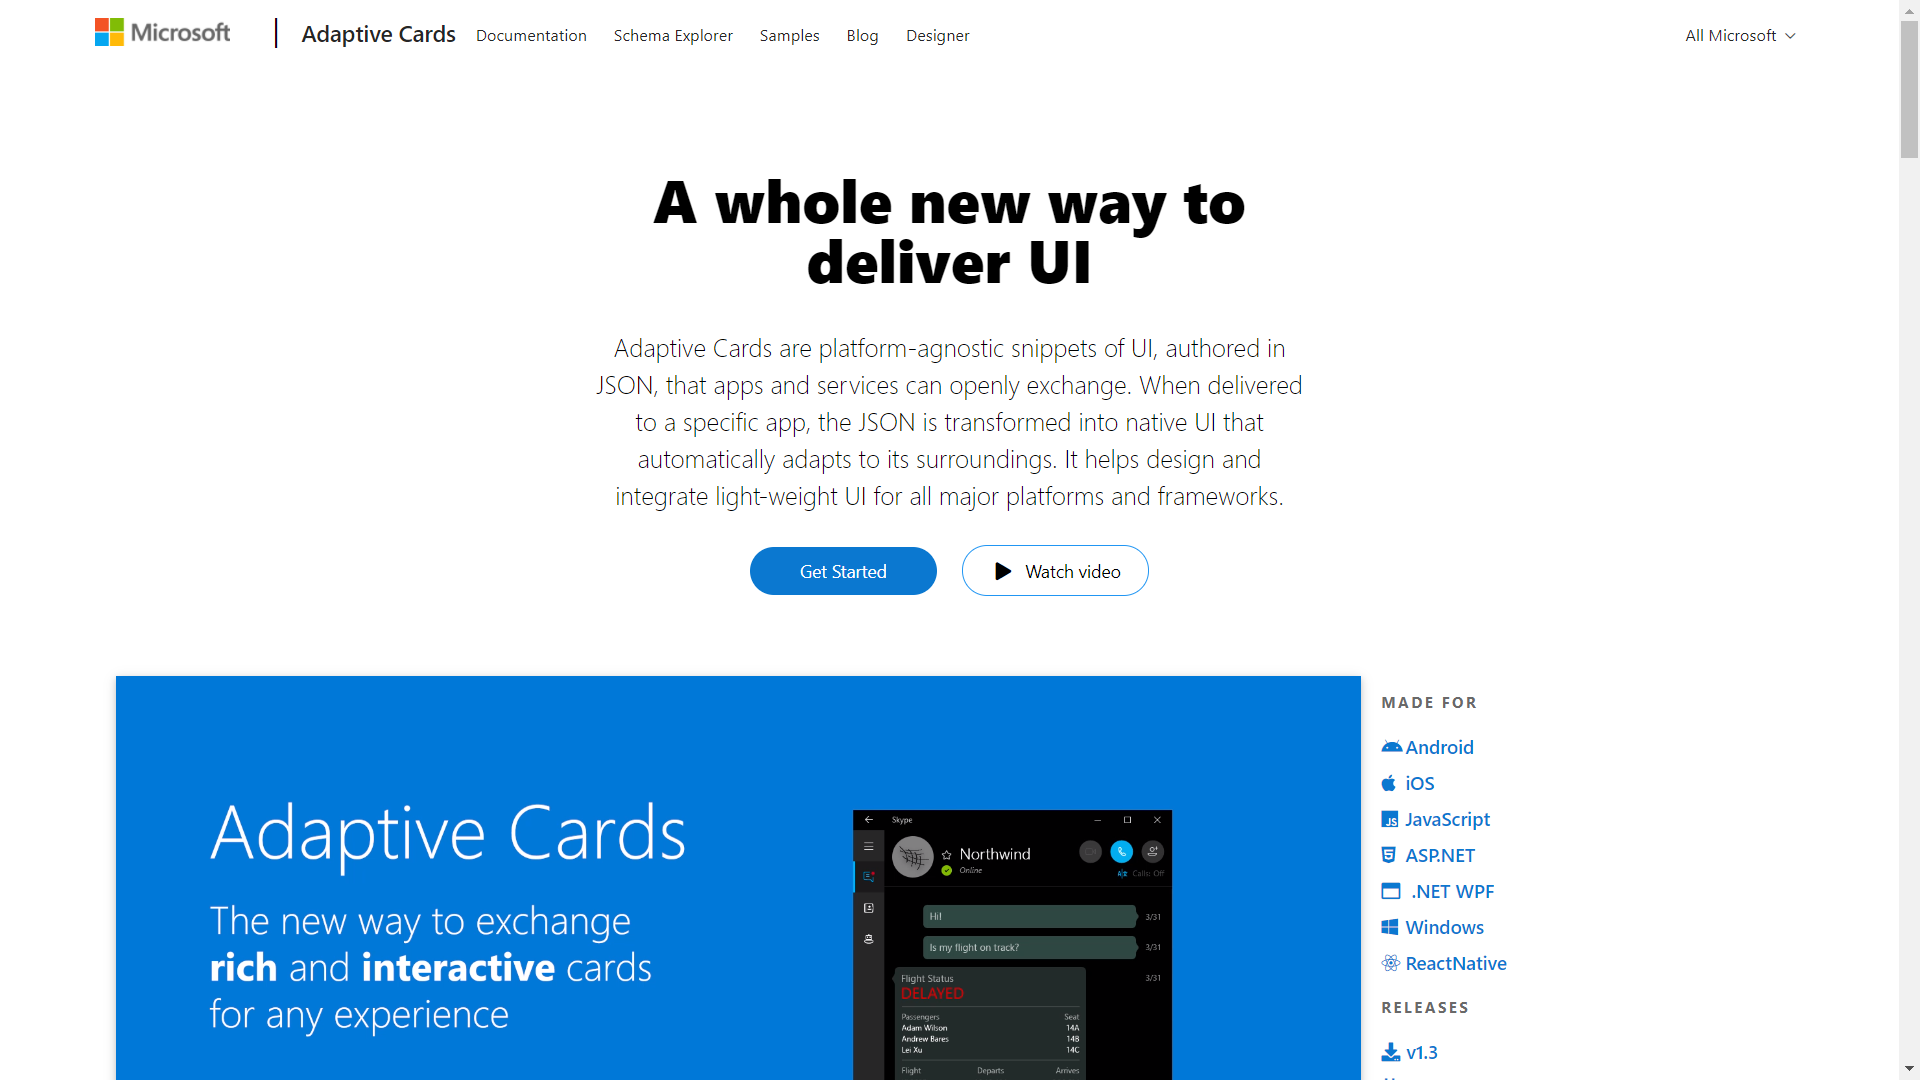 Microsoft
Adaptive Cards
Documentation
Schema Explorer
Samples
Blog
Designer
All Microsoft
A whole new way to
deliver UI
Adaptive Cards are platform-agnostic snippets of UI, authored in
JSON, that apps and services can openly exchange. When delivered
to a specific app, the JSON is transformed into native UI that
automatically adapts to its surroundings. It helps design and
integrate light-weight UI for all major platforms and frameworks.
Get Started
Watch video
Adaptive Cards
The new way to exchange
rich and interactive cards
for any experience
Skype
Northwind
Online
Calls: Off
Hi!
3/31
Is my flight on track?
3/31
Flight Status
3/31
DELAYED
Passengers Seat
Adam Wilson 14A
Andrew Bares 14B
Lei Xu 14C
Flight Departs Arrives
MADE FOR
Android
iOS
JavaScript
ASP.NET
.NET WPF
Windows
ReactNative
RELEASES
v1.3